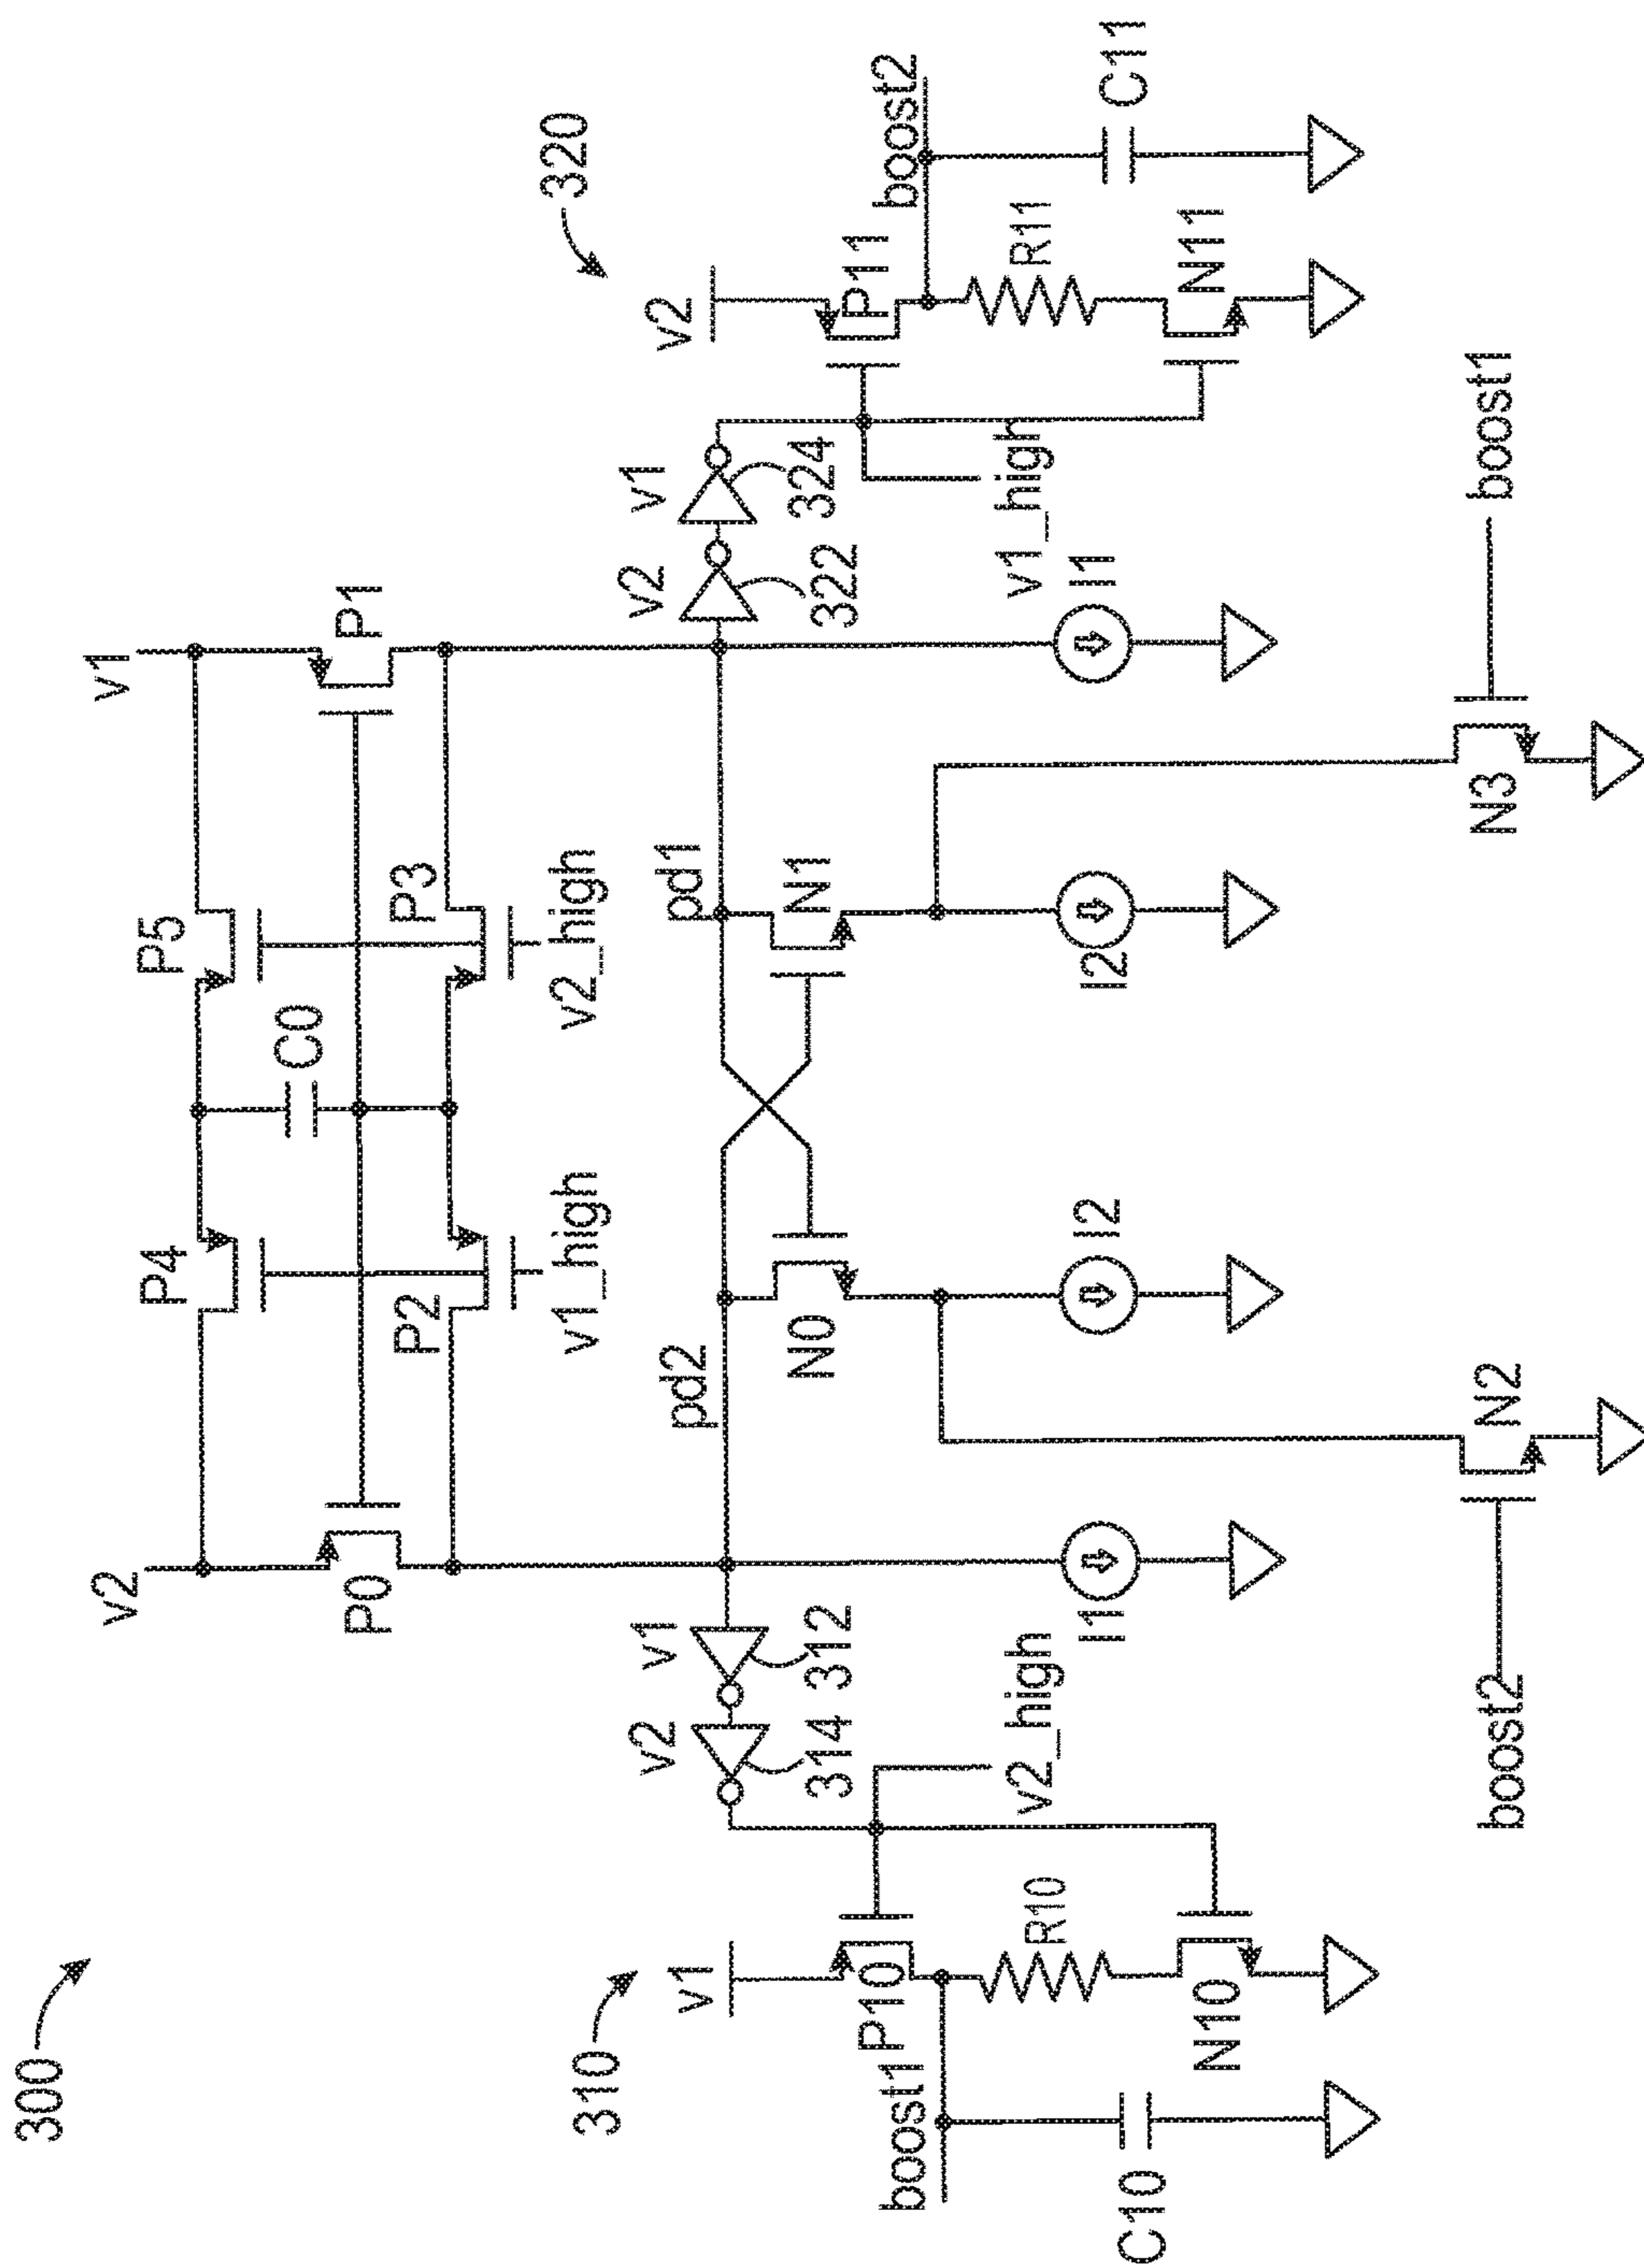 300
v2
v1
P4
P5
C0
P0
P1
P2
P3
v1_high
v2_high
320
310
v2
v1
v2
v1
v2
v1
pd2
pd1
314
312
N0
N1
322
324
P10
P11
boost1
boost2
R10
v2_high
v1_high
R11
I1
I2
I2
I1
C10
C11
N10
N11
boost2
N2
N3
boost1